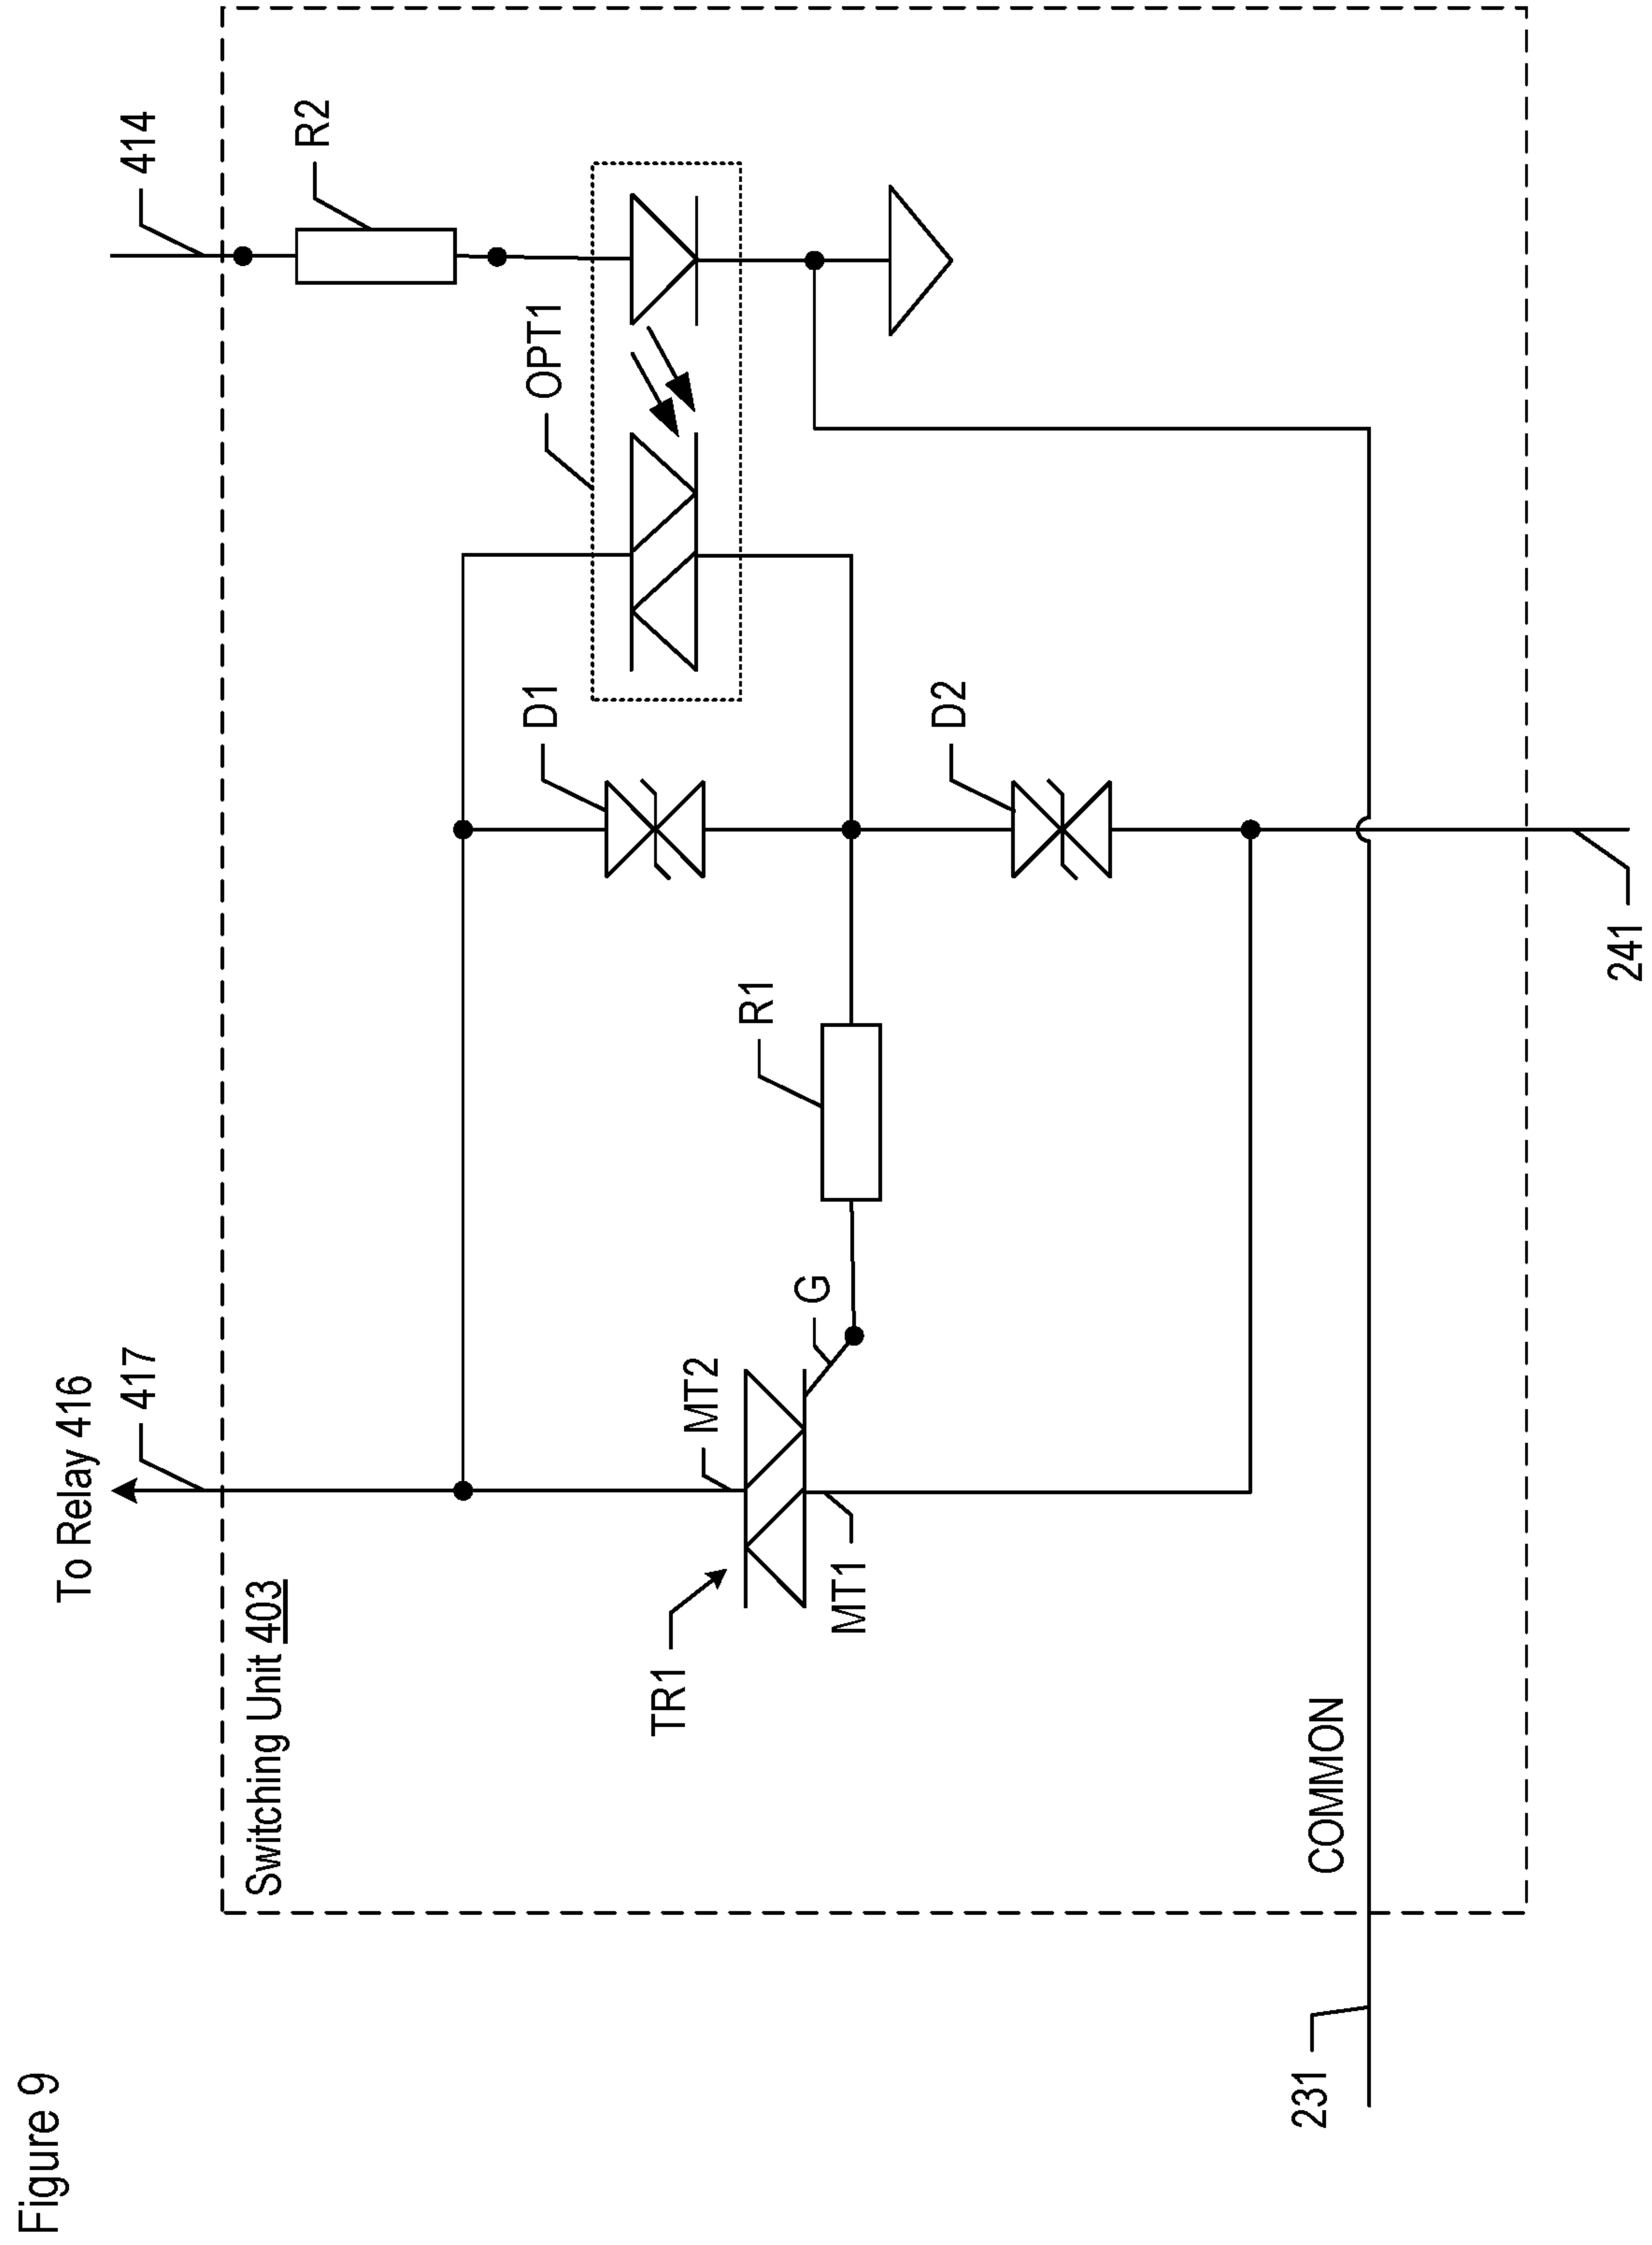 Figure 9
To Relay 416
417
414
Switching Unit 403
R2
OPT1
D1
TR1
MT2
R1
G
MT1
D2
COMMON
231
241